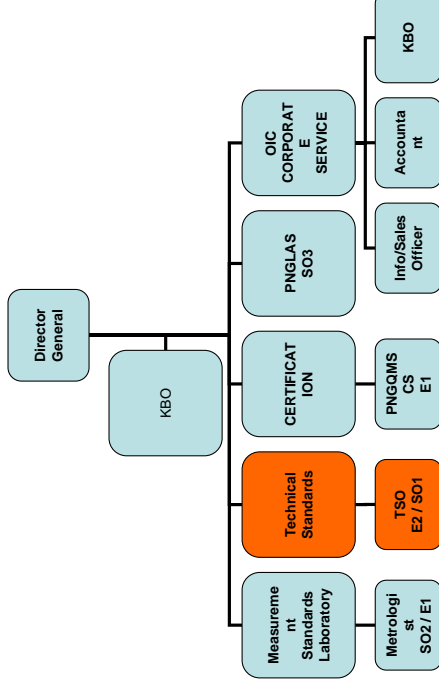 Director
General
KBO
Measureme
nt
Standards
Laboratory
Technical
Standards
CERTIFICAT
ION
PNGLAS
SO3
OIC
CORPORAT
E
SERVICE
Metrologi
st
SO2 / E1
TSO
E2 / SO1
PNGQMS
CS
E1
Info/Sales
Officer
Accounta
nt
KBO